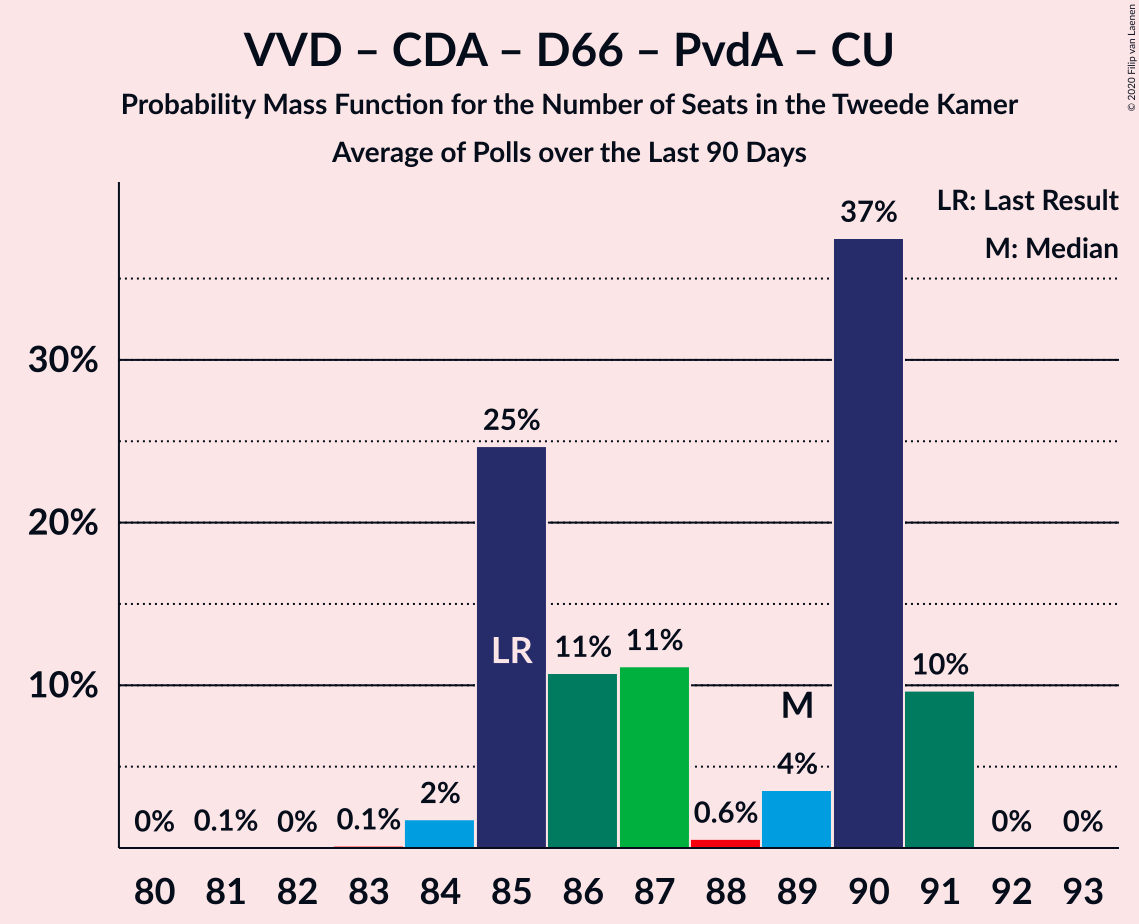 VVD – CDA – D66 – PvdA – CU
Probability Mass Function for the Number of Seats in the Tweede Kamer
Average of Polls over the Last 90 Days
© 2020 Filip van Laenen
LR: Last Result
M: Median
37%
30%
25%
20%
LR
11%
11%
10%
10%
M
4%
2%
0.6%
0%
0.1%
0%
0.1%
0%
0%
80 81 82 83 84 85 86 87 88 89 90 91 92 93